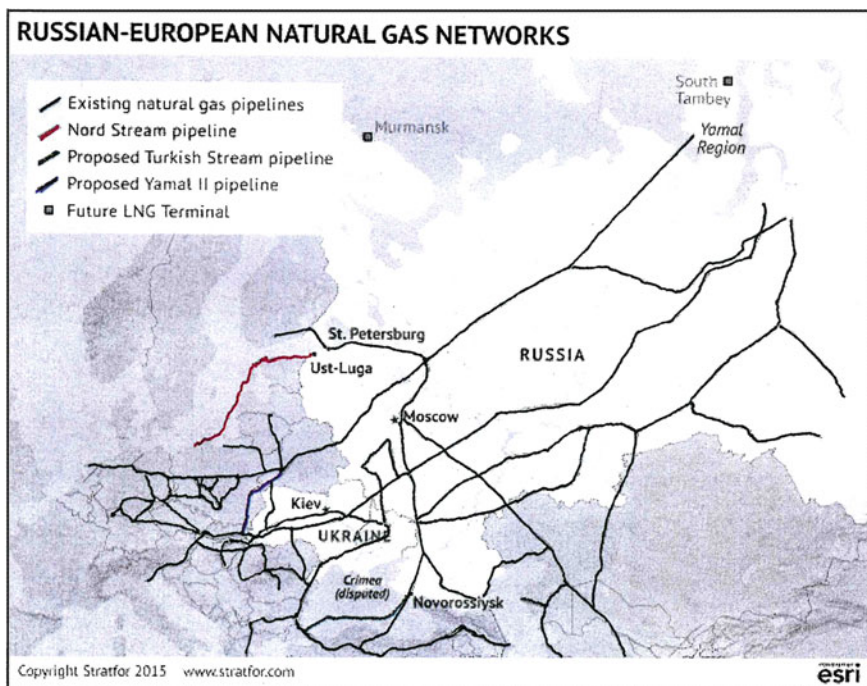 RUSSIAN-EUROPEAN NATURAL GAS NETWORKS
Existing natural gas pipelines
Nord Stream pipeline
Proposed Turkish Stream pipeline
Proposed Yamal II pipeline
Future LNG Terminal
Murmansk
South
Tambey
Yamal
Region
St. Petersburg
Ust-Luga
RUSSIA
Moscow
Kiev
UKRAINE
Crimea
(disputed)
Novorossiysk
Copyright Stratfor 2015 www.stratfor.com
esri